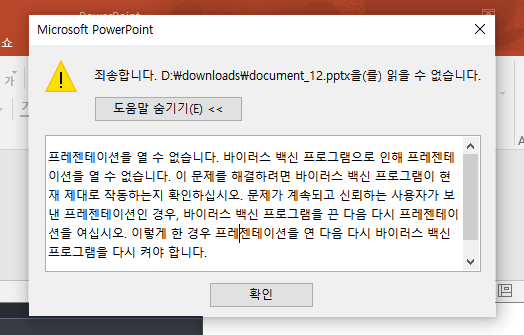 PowerPoint
Microsoft PowerPoint
쇼
가
죄송합니다. D:₩downloads₩document_12.pptx을(를) 읽을 수 없습니다.
도움말 숨기기(E) <<
프레젠테이션을 열 수 없습니다. 바이러스 백신 프로그램으로 인해 프레젠테
이션을 열 수 없습니다. 이 문제를 해결하려면 바이러스 백신 프로그램이 현
재 제대로 작동하는지 확인하십시오. 문제가 계속되고 신뢰하는 사용자가 보
낸 프레젠테이션인 경우, 바이러스 백신 프로그램을 끈 다음 다시 프레젠테이
션을 여십시오. 이렇게 한 경우 프레젠테이션을 연 다음 다시 바이러스 백신
프로그램을 다시 켜야 합니다.
확인